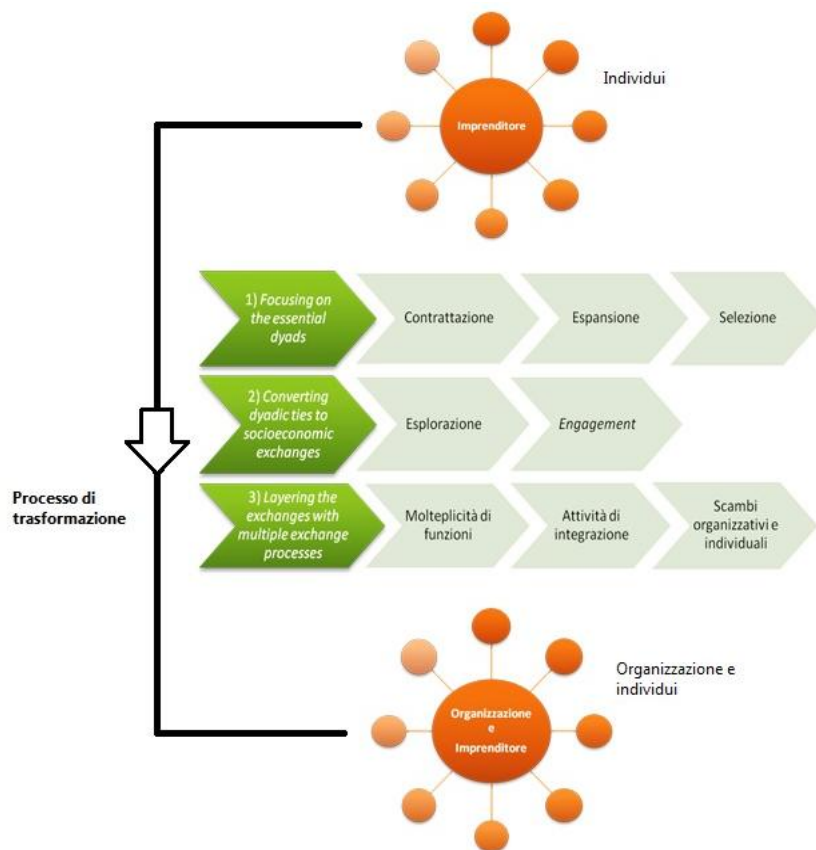 Individui
Imprenditore
1) Focusing on
the essential
dyads
Contrattazione
Espansione
Selezione
2) Converting
dyadic ties to
socioeconomic
exchanges
Esplorazione
Engagement
Processo di
trasformazione
3) Layering the
exchanges with
multiple exchange
processes
Molteplicità di
funzioni
Attività di
integrazione
Scambi
organizzativi e
individuali
Organizzazione e
individui
Organizzazione
e
Imprenditore